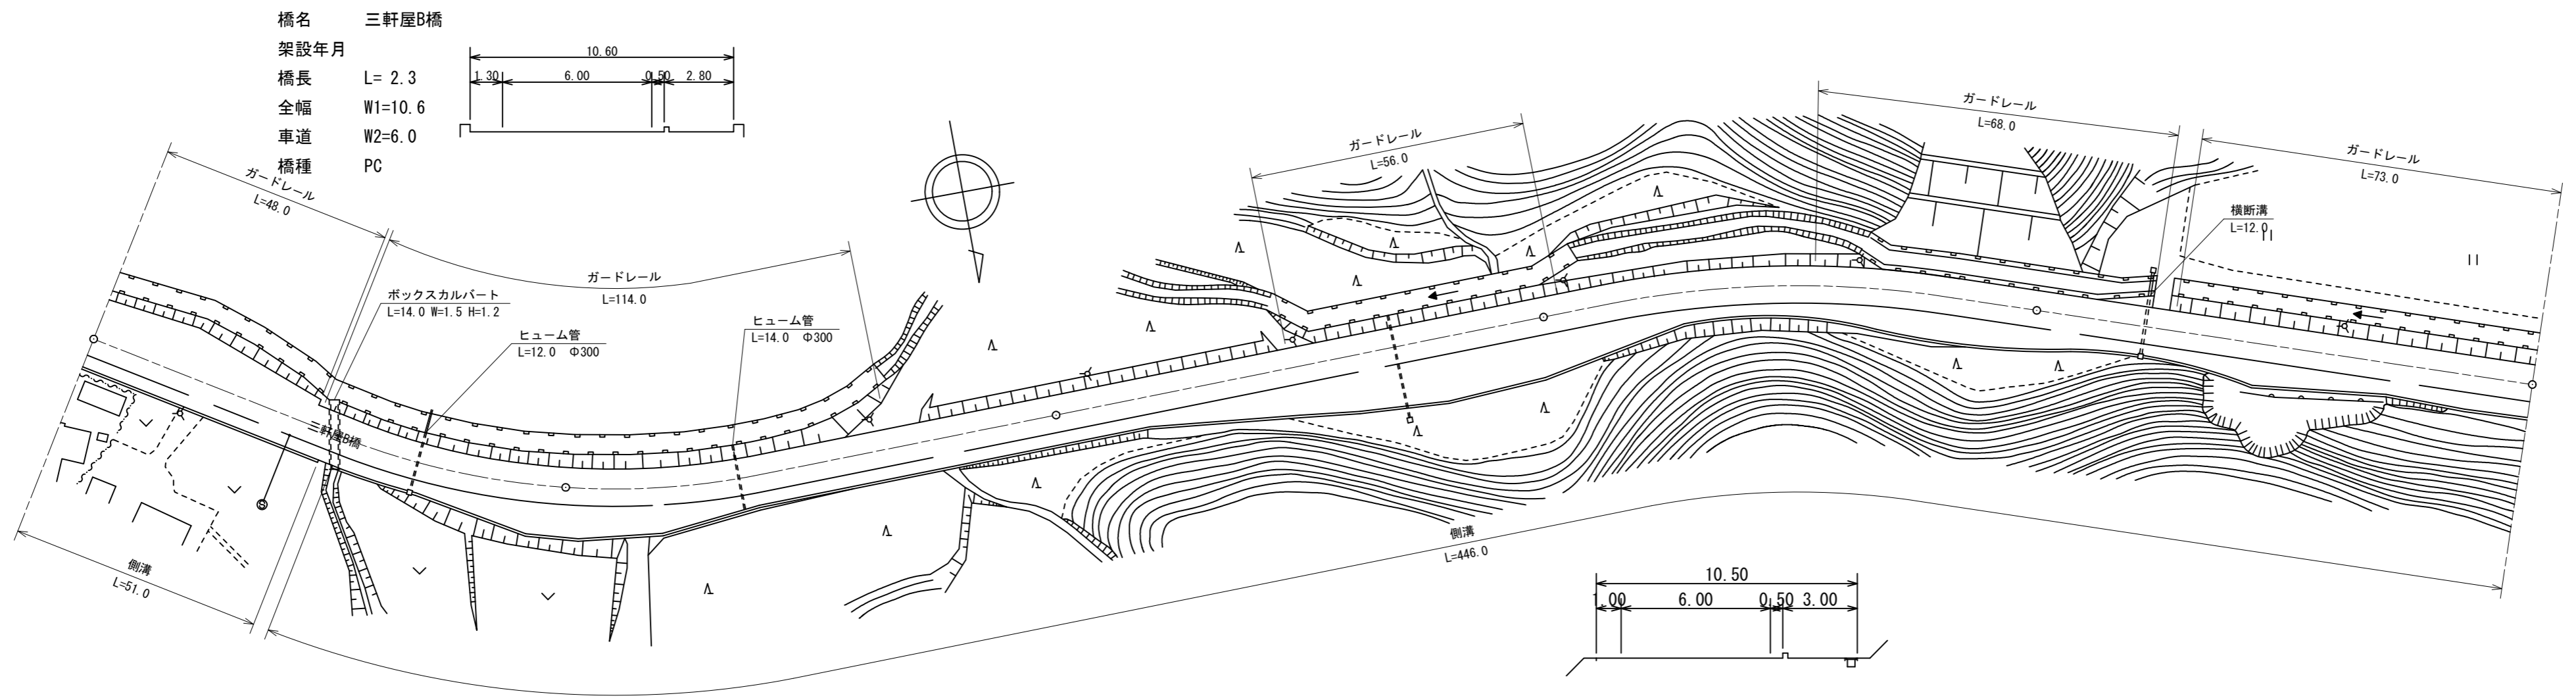 橋名 三軒屋B橋
架設年月
橋長 L= 2.3
全幅 W1=10.6
車道 W2=6.0
橋種 PC
10.60
1.30 6.00 0.50 2.80
ガードレール
L=48.0
ガードレール
L=114.0
ボックスカルバート
L=14.0 W=1.5 H=1.2
ヒューム管
L=12.0 Φ300
ヒューム管
L=14.0 Φ300
ガードレール
L=56.0
ガードレール
L=68.0
ガードレール
L=73.0
横断溝
L=12.0
三軒屋B橋
S
側溝
L=51.0
側溝
L=446.0
10.50
1.00 6.00 0.50 3.00